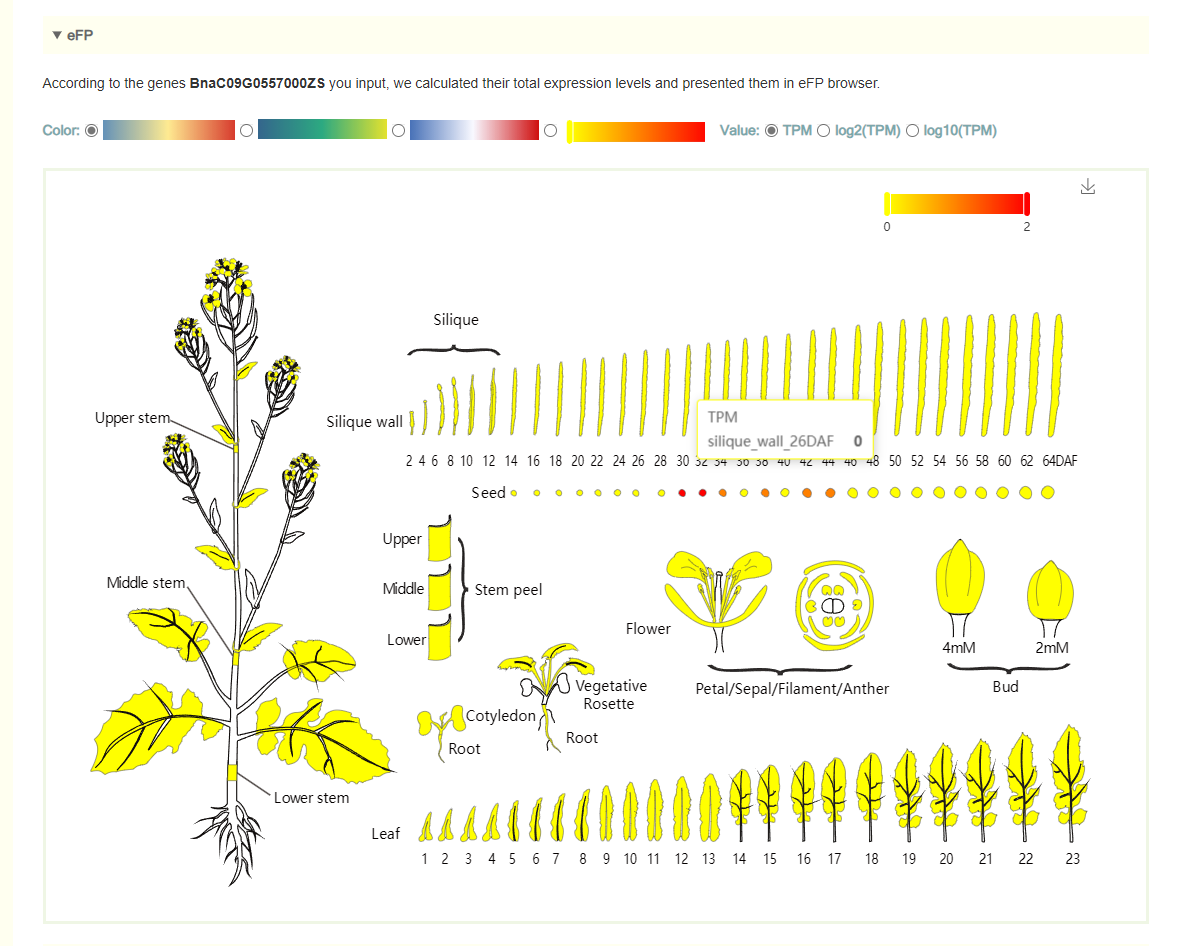 ▼ eFP
According to the genes BnaC09G0557000ZS you input, we calculated their total expression levels and presented them in eFP browser.
Color: Value: TPM log2(TPM) log10(TPM)
0 2
Silique
Upper stem
Silique wall
TPM
silique_wall_26DAF 0
2 4 6 8 10 12 14 16 18 20 22 24 26 28 30 32 34 36 38 40 42 44 46 48 50 52 54 56 58 60 62 64DAF
Seed
Upper
Middle stem
Middle
Stem peel
Lower
Flower
4mM 2mM
Petal/Sepal/Filament/Anther
Bud
Vegetative
Rosette
Cotyledon
Root
Root
Lower stem
Leaf
1 2 3 4 5 6 7 8 9 10 11 12 13 14 15 16 17 18 19 20 21 22 23